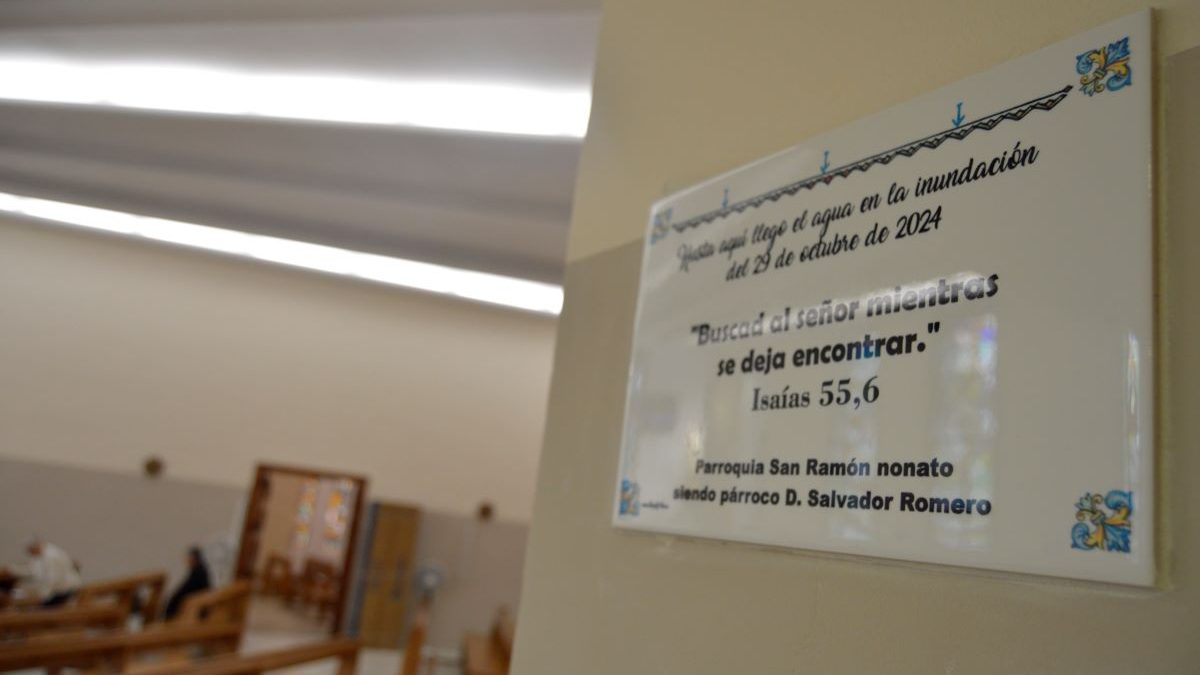 Hasta aquí llego el agua en la inundación
del 29 de octubre de 2024
"Buscad al señor mientras
se deja encontrar."
Isaías 55,6
Parroquia San Ramón nonato
siendo párroco D. Salvador Romero